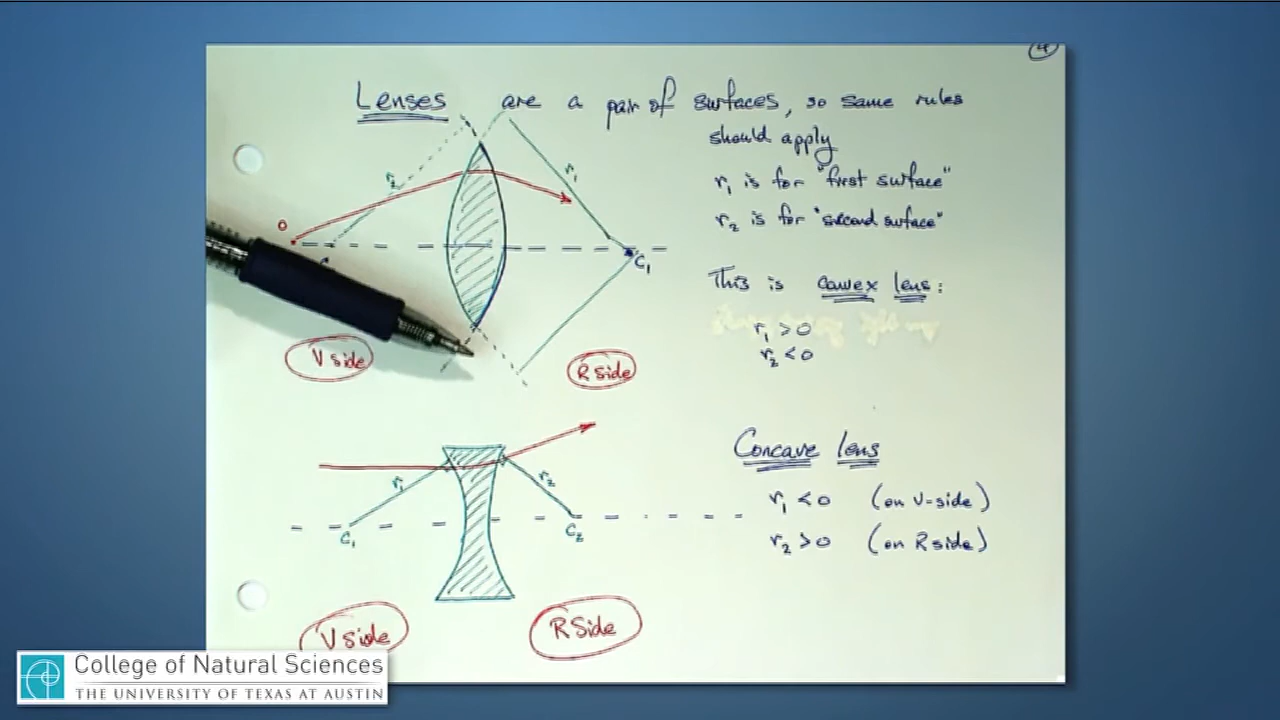 4
Lenses are a pair of surfaces, so same rules
should apply
r₁ is for "first surface"
r₂ is for "second surface"
This is convex lens:
r₁ > 0
r₂ < 0
r₂
r₁
O
C₁
V side
R side
Concave lens
r₁ < 0 (on V-side)
r₂ > 0 (on R side)
r₁
r₂
C₁
C₂
V side
R Side
College of Natural Sciences
THE UNIVERSITY OF TEXAS AT AUSTIN